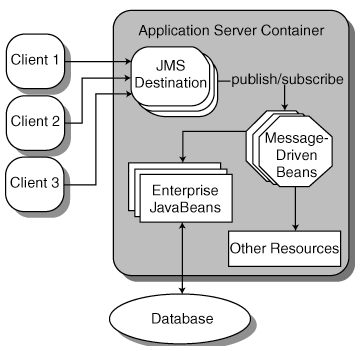 Application Server Container
Client 1
JMS
Destination
publish/subscribe
Client 2
Message-
Driven
Beans
Client 3
Enterprise
JavaBeans
Other Resources
Database